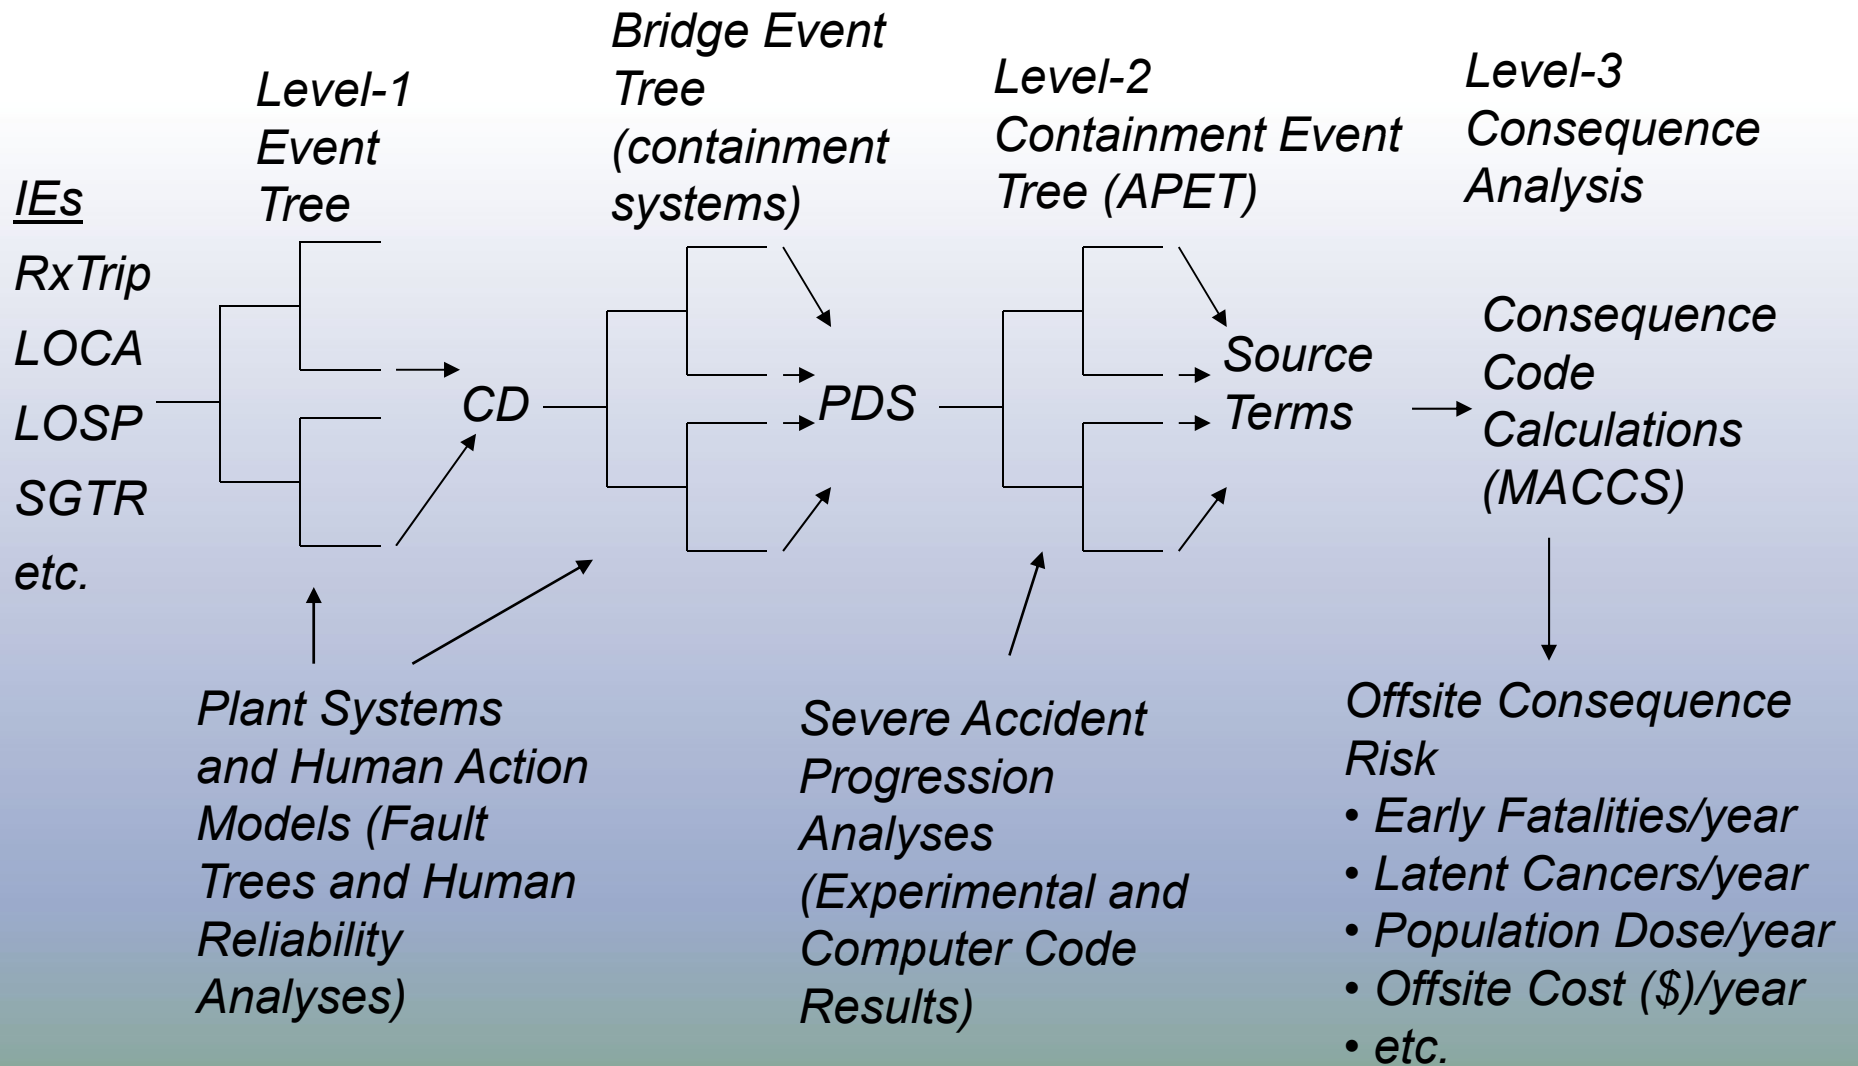 IEs
RxTrip
LOCA
LOSP
SGTR
etc.
Level-1
Event
Tree
CD
Bridge Event
Tree
(containment
systems)
PDS
Level-2
Containment Event
Tree (APET)
Source
Terms
Level-3
Consequence
Analysis
Consequence
Code
Calculations
(MACCS)
Plant Systems
and Human Action
Models (Fault
Trees and Human
Reliability
Analyses)
Severe Accident
Progression
Analyses
(Experimental and
Computer Code
Results)
Offsite Consequence
Risk
• Early Fatalities/year
• Latent Cancers/year
• Population Dose/year
• Offsite Cost ($)/year
• etc.